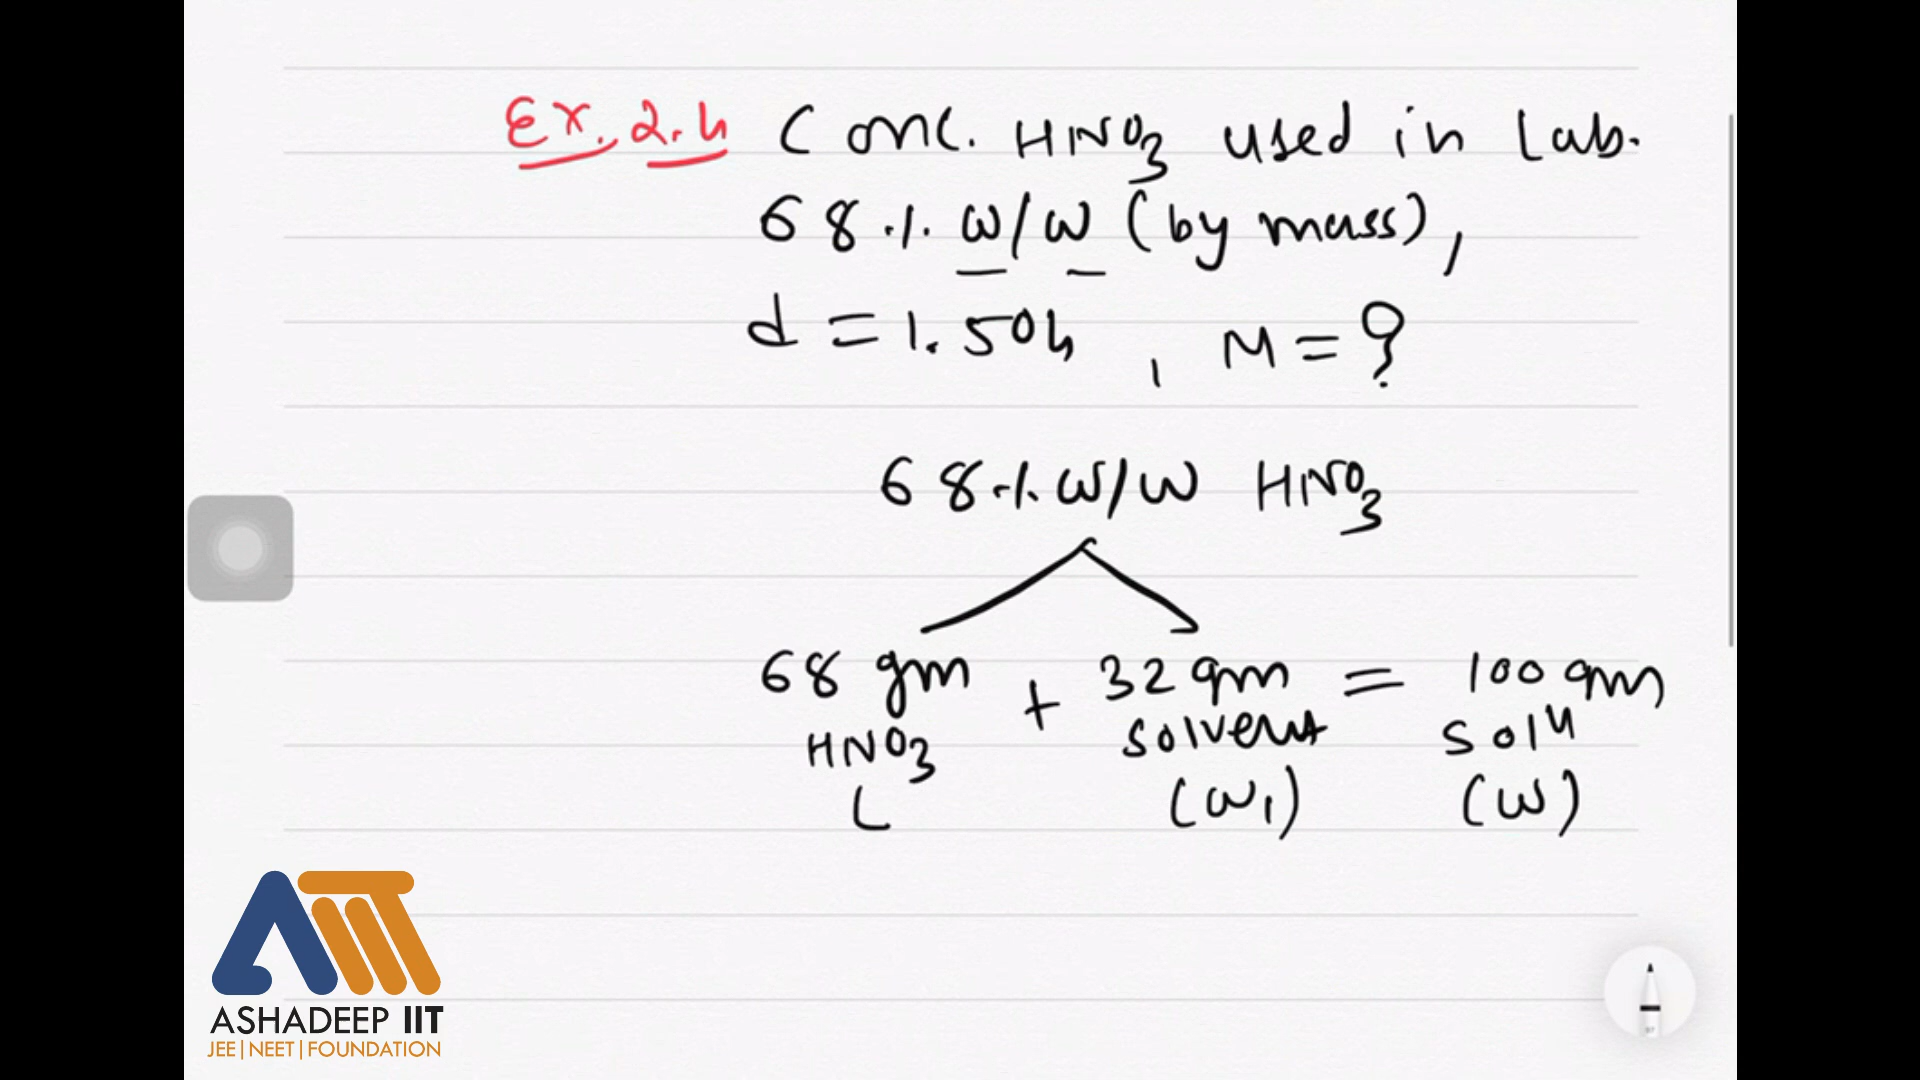 Ex. 2.4 Conc. HNO3 used in Lab.
68 % w/w (by mass),
d = 1.504 , M = ?
68 % w/w HNO3
68 gm + 32 gm = 100 gm
HNO3 solvent soln
( (w1) (w)
ASHADEEP IIT
JEE | NEET | FOUNDATION